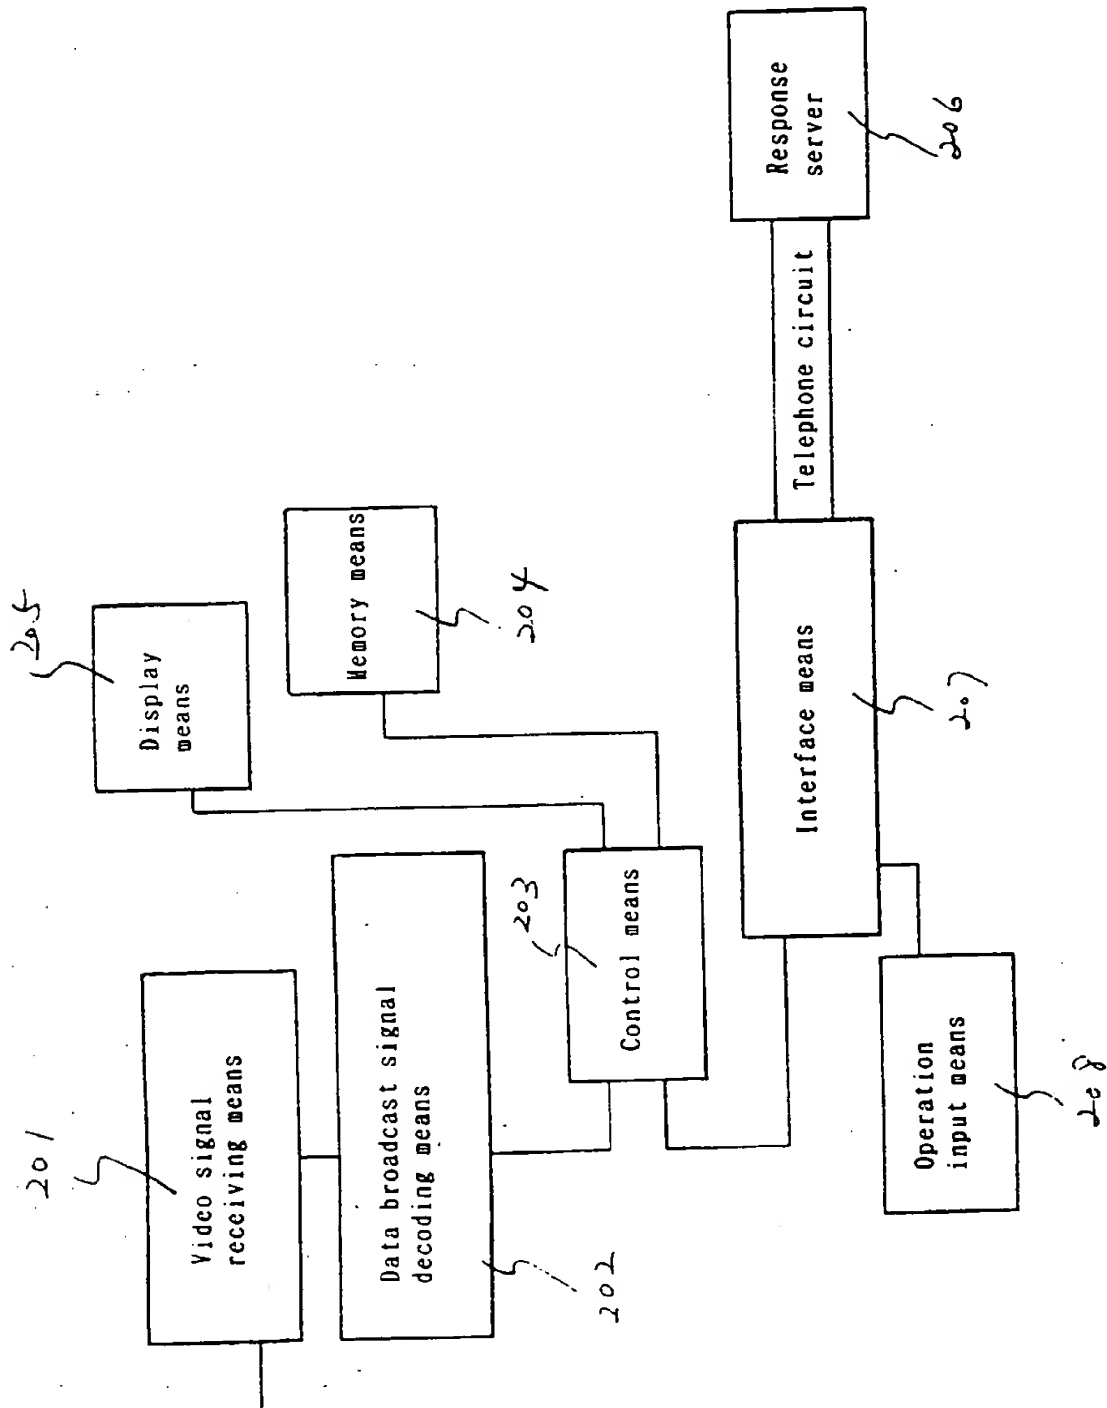 201
Video signal
receiving means
Data broadcast signal
decoding means
202
205
Display
means
Memory means
204
203
Control means
Interface means
207
Operation
input means
208
Telephone circuit
Response
server
206